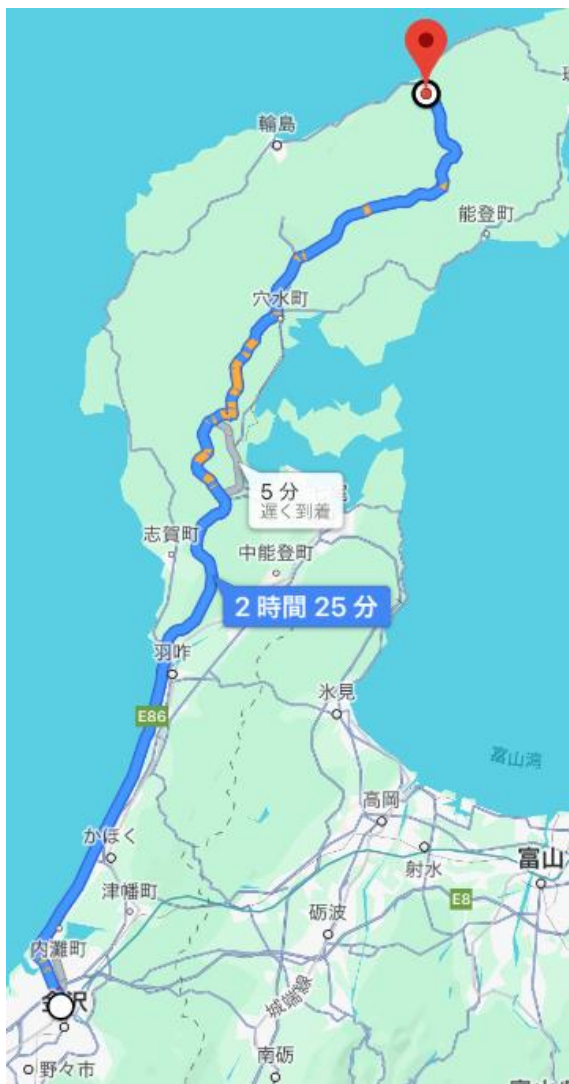 輪島
能登町
穴水町
5 分
遅く到着
志賀町
中能登町
2 時間 25 分
羽咋
氷見
E86
富山湾
高岡
かほく
射水
富山
津幡町
E8
砺波
内灘町
城端線
野々市
南砺